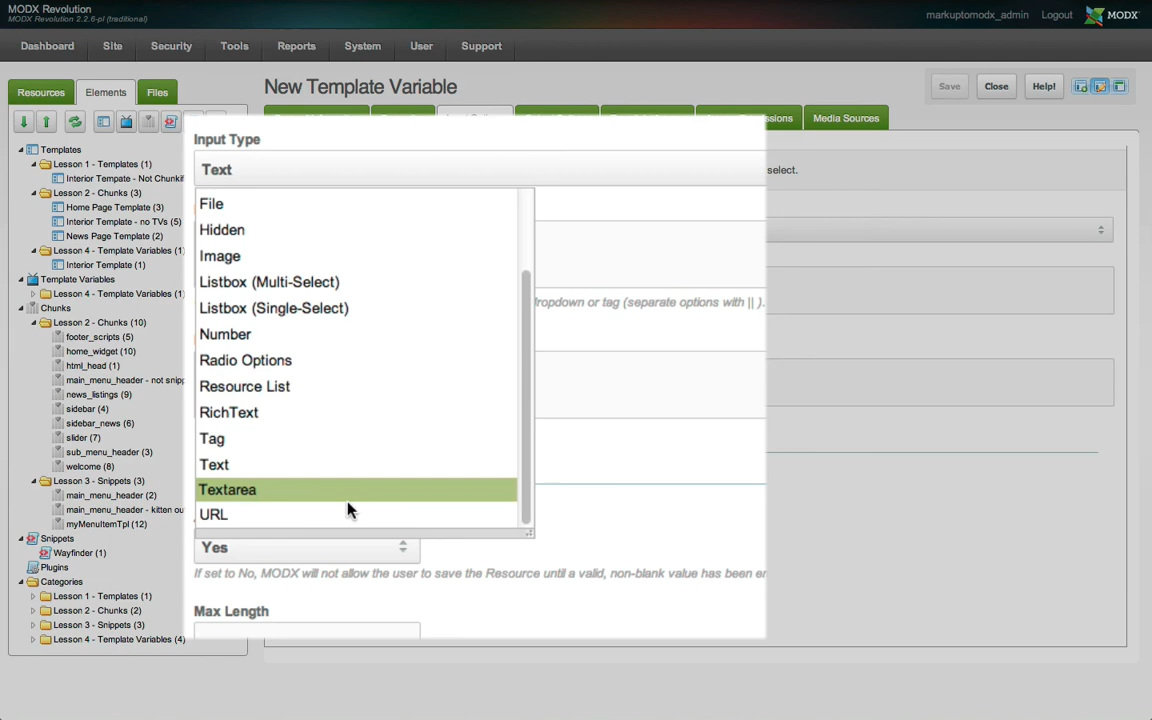 MODX Revolution
MODX Revolution 2.2.6-pl (traditional)
markuptomodx_admin Logout MODX
Dashboard Site Security Tools Reports System User Support
Resources Elements Files
New Template Variable
Save Close Help!
Media Sources
Input Type
Text
select.
File
Hidden
Image
Listbox (Multi-Select)
Listbox (Single-Select)
Number
Radio Options
Resource List
RichText
Tag
Text
Textarea
URL
dropdown or tag (separate options with || ).
Yes
If set to No, MODX will not allow the user to save the Resource until a valid, non-blank value has been
Max Length
Templates
Lesson 1 - Templates (1)
Interior Tempate - Not Chunkif
Lesson 2 - Chunks (3)
Home Page Template (3)
Interior Template - no TVs (5)
News Page Template (2)
Lesson 4 - Template Variables (1)
Interior Template (1)
Template Variables
Lesson 4 - Template Variables (1)
Chunks
Lesson 2 - Chunks (10)
footer_scripts (5)
home_widget (10)
html_head (1)
main_menu_header - not snipp
news_listings (9)
sidebar (4)
sidebar_news (6)
slider (7)
sub_menu_header (3)
welcome (8)
Lesson 3 - Snippets (3)
main_menu_header (2)
main_menu_header - kitten ou
myMenuItemTpl (12)
Snippets
Wayfinder (1)
Plugins
Categories
Lesson 1 - Templates (1)
Lesson 2 - Chunks (2)
Lesson 3 - Snippets (3)
Lesson 4 - Template Variables (4)